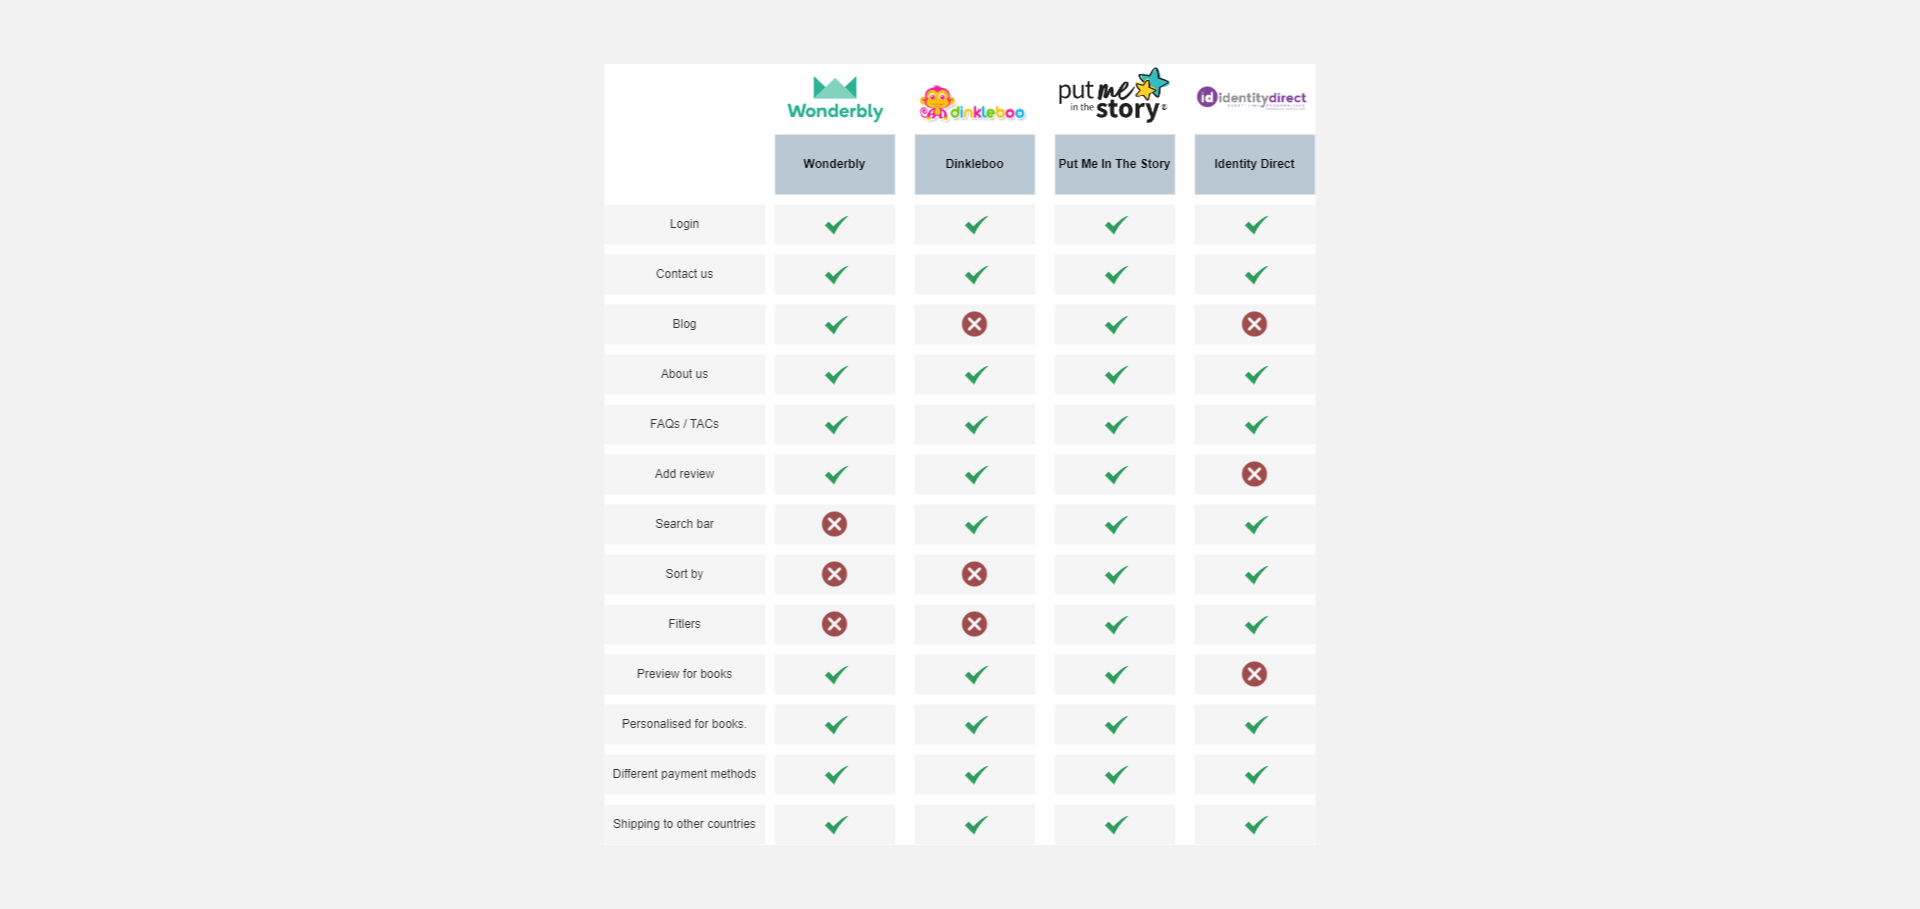 Wonderbly
dinkleboo
put me
in the story®
id identitydirect
Wonderbly
Dinkleboo
Put Me In The Story
Identity Direct
Login
Contact us
Blog
About us
FAQs / TACs
Add review
Search bar
Sort by
Fitlers
Preview for books
Personalised for books.
Different payment methods
Shipping to other countries